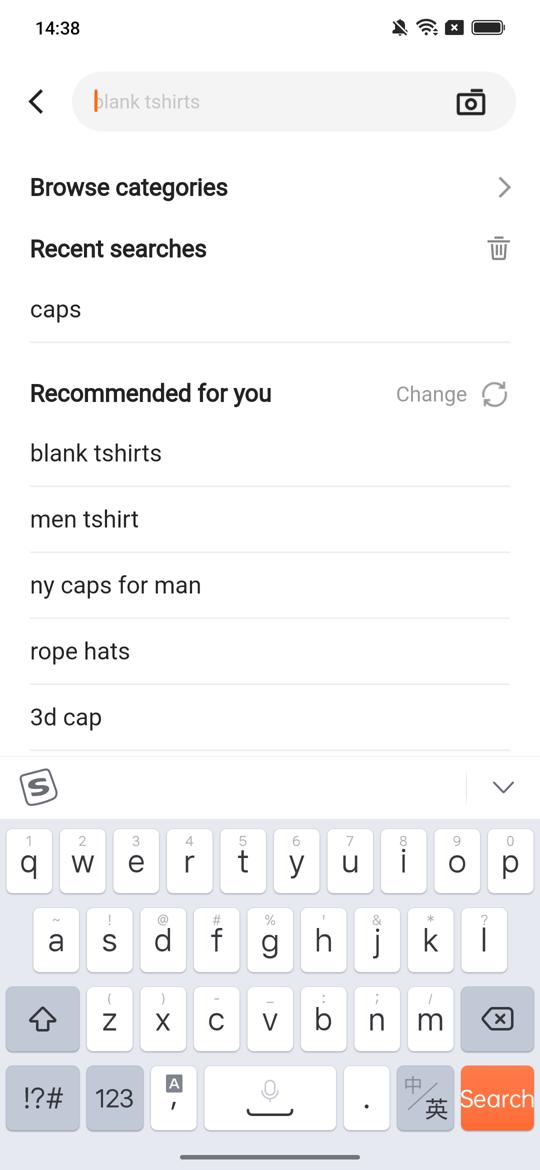 14:38
blank tshirts
Browse categories
Recent searches
caps
Recommended for you
Change
blank tshirts
men tshirt
ny caps for man
rope hats
3d cap
S
1 2 3 4 5 6 7 8 9 0
q w e r t y u i o p
~ ! @ # % ' & * ?
a s d f g h j k l
( ) - _ : ; /
z x c v b n m
!?# 123 A , . 中/英 Search